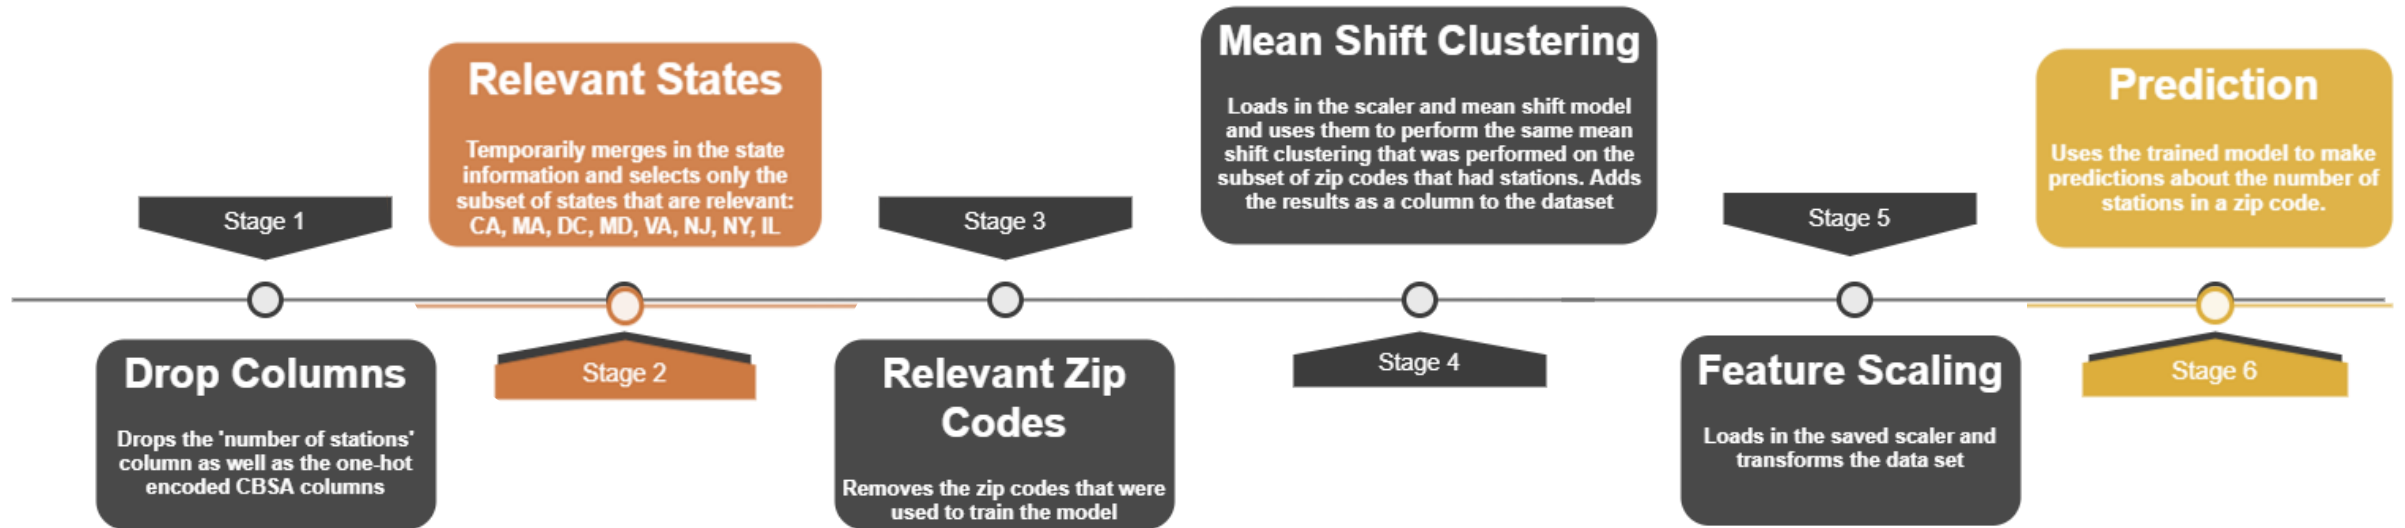 Stage 1
Drop Columns
Drops the 'number of stations'
column as well as the one-hot
encoded CBSA columns
Relevant States
Temporarily merges in the state
information and selects only the
subset of states that are relevant:
CA, MA, DC, MD, VA, NJ, NY, IL
Stage 2
Stage 3
Relevant Zip
Codes
Removes the zip codes that were
used to train the model
Mean Shift Clustering
Loads in the scaler and mean shift model
and uses them to perform the same mean
shift clustering that was performed on the
subset of zip codes that had stations. Adds
the results as a column to the dataset
Stage 4
Stage 5
Feature Scaling
Loads in the saved scaler and
transforms the data set
Prediction
Uses the trained model to make
predictions about the number of
stations in a zip code.
Stage 6